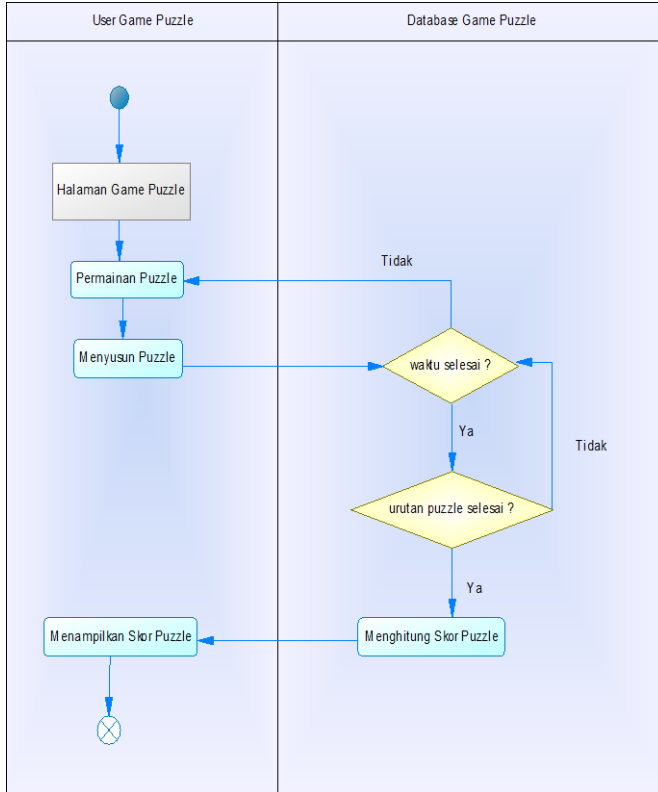 User Game Puzzle
Database Game Puzzle
Halaman Game Puzzle
Permainan Puzzle
Tidak
Menyusun Puzzle
waktu selesai ?
Ya
Tidak
urutan puzzle selesai ?
Ya
Menampilkan Skor Puzzle
Menghitung Skor Puzzle